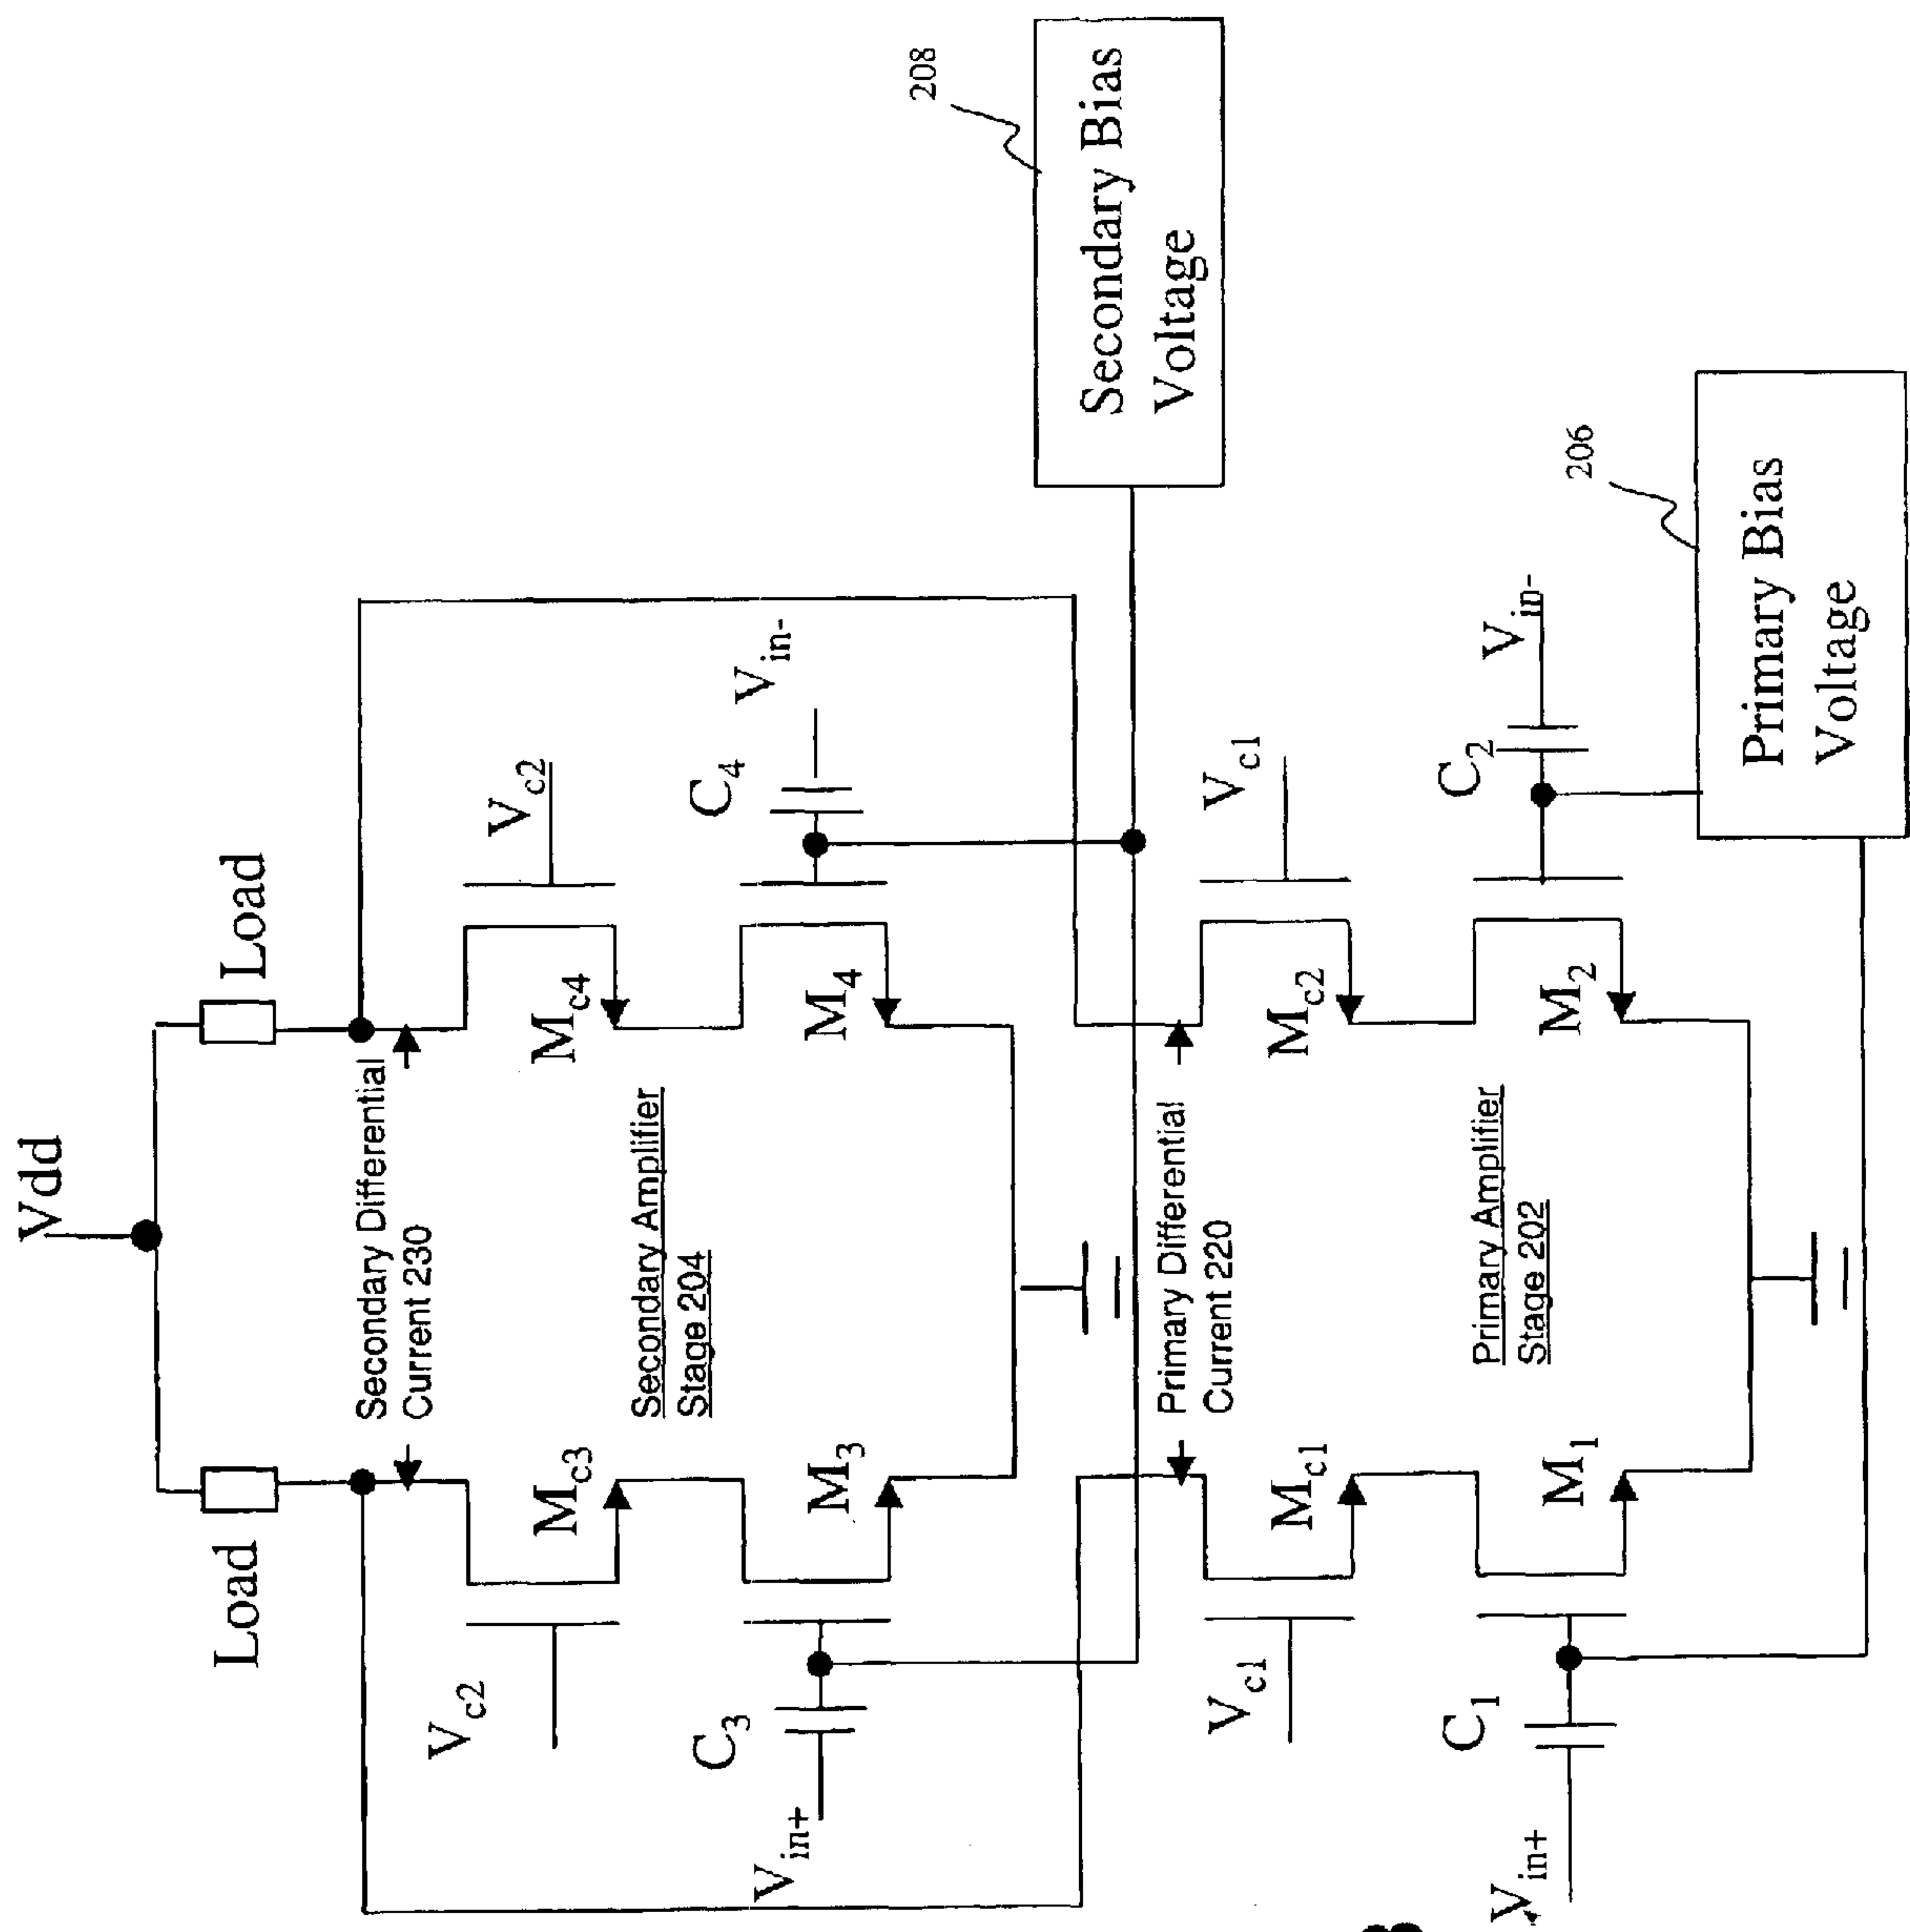 Vdd
Load
Load
Secondary Differential
Current 230
Vc2
Vc2
Mc3
Mc4
Secondary Amplifier
Stage 204
C3
C4
Vin+
Vin-
M3
M4
208
Secondary Bias
Voltage
Primary Differential
Current 220
Vc1
Vc1
Mc1
Mc2
Primary Amplifier
Stage 202
C1
C2
Vin+
Vin-
M1
M2
206
Primary Bias
Voltage